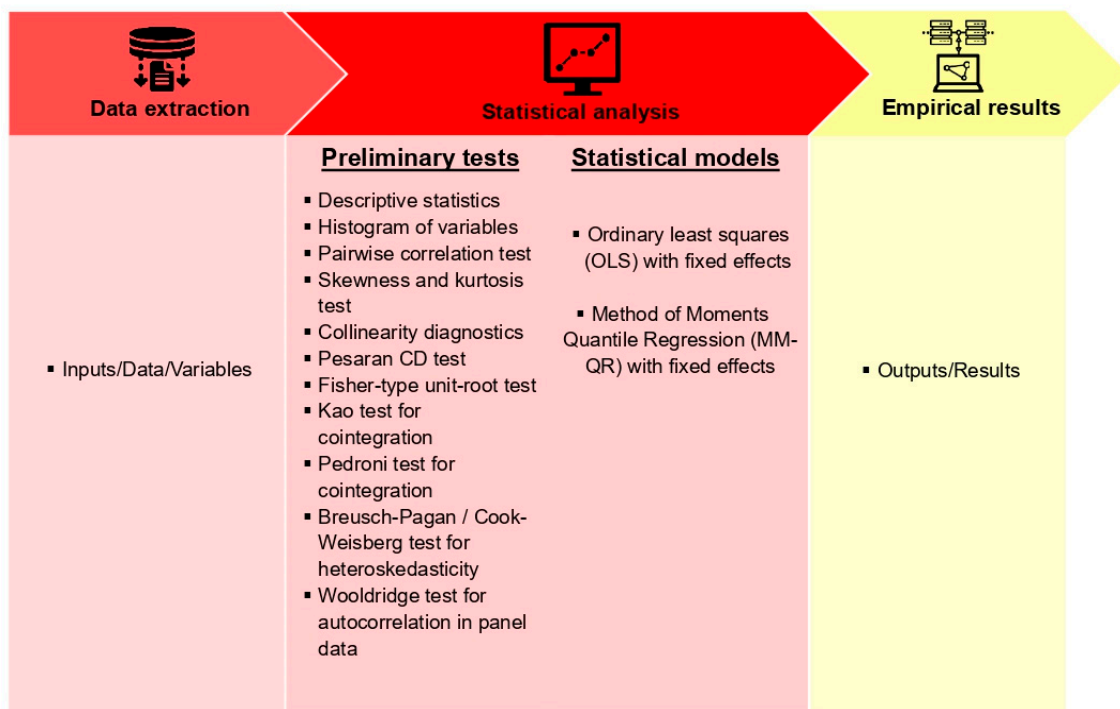 Data extraction
Statistical analysis
Empirical results
▪ Inputs/Data/Variables
Preliminary tests
▪ Descriptive statistics
▪ Histogram of variables
▪ Pairwise correlation test
▪ Skewness and kurtosis
test
▪ Collinearity diagnostics
▪ Pesaran CD test
▪ Fisher-type unit-root test
▪ Kao test for
cointegration
▪ Pedroni test for
cointegration
▪ Breusch-Pagan / Cook-
Weisberg test for
heteroskedasticity
▪ Wooldridge test for
autocorrelation in panel
data
Statistical models
▪ Ordinary least squares
(OLS) with fixed effects
▪ Method of Moments
Quantile Regression (MM-
QR) with fixed effects
▪ Outputs/Results